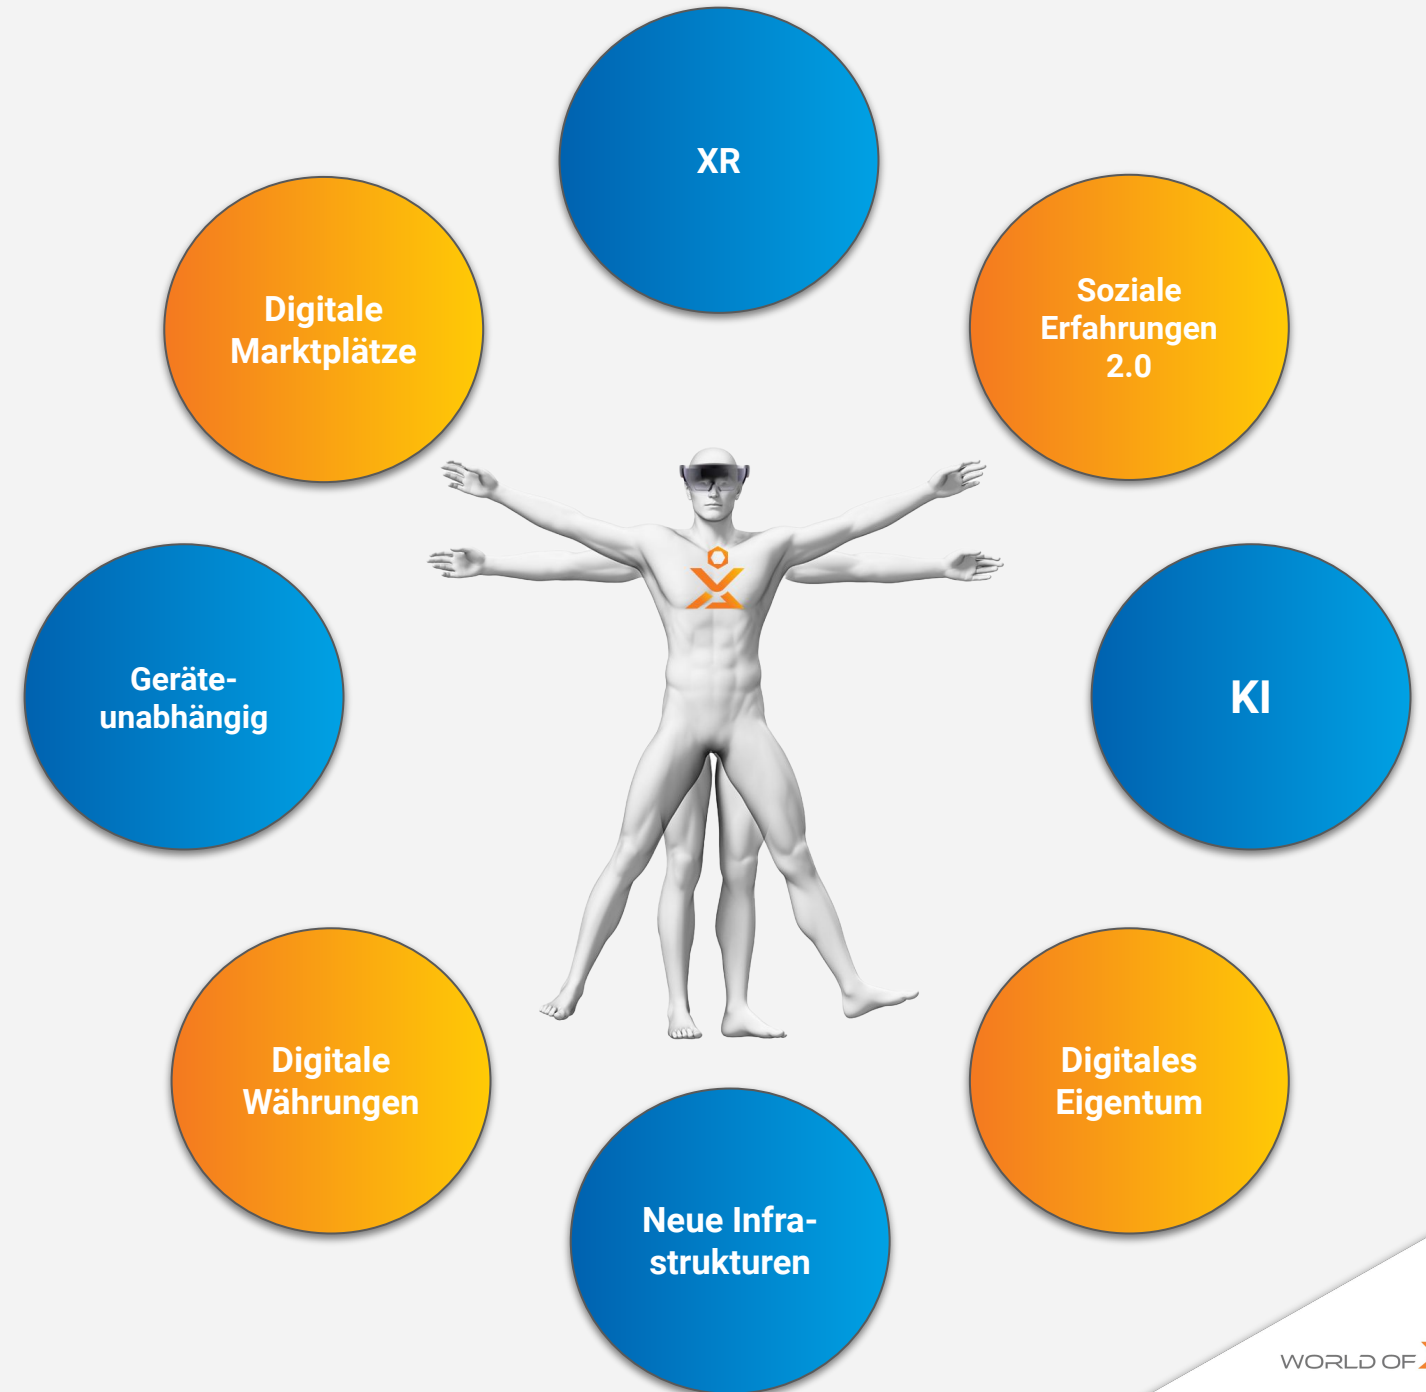 XR
Digitale
Marktplätze
Soziale
Erfahrungen
2.0
Geräte-
unabhängig
KI
Digitale
Währungen
Digitales
Eigentum
Neue Infra-
strukturen
WORLD OF